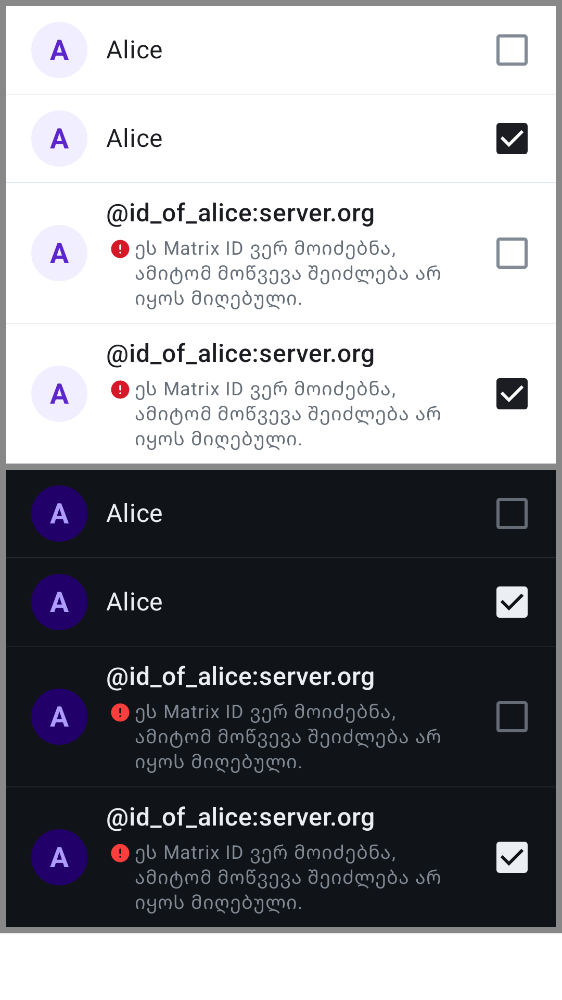 A Alice
A Alice
@id_of_alice:server.org
A
ეს Matrix ID ვერ მოიძებნა,
ამიტომ მოწვევა შეიძლება არ
იყოს მიღებული.
@id_of_alice:server.org
A
ეს Matrix ID ვერ მოიძებნა,
ამიტომ მოწვევა შეიძლება არ
იყოს მიღებული.
A Alice
A Alice
@id_of_alice:server.org
A
ეს Matrix ID ვერ მოიძებნა,
ამიტომ მოწვევა შეიძლება არ
იყოს მიღებული.
@id_of_alice:server.org
A
ეს Matrix ID ვერ მოიძებნა,
ამიტომ მოწვევა შეიძლება არ
იყოს მიღებული.